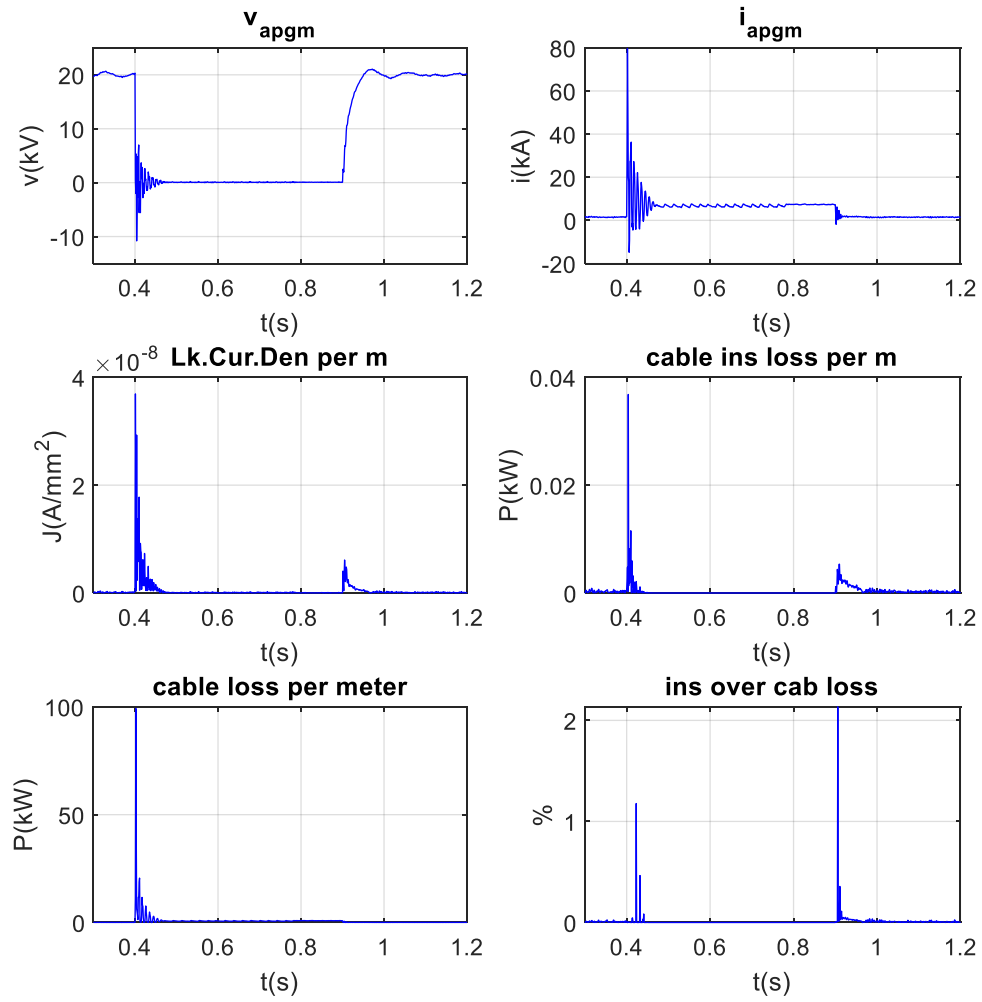 v_apgm
i_apgm
v(kV)
20
10
0
-10
0.4 0.6 0.8 1 1.2
t(s)
i(kA)
80
60
40
20
0
-20
0.4 0.6 0.8 1 1.2
t(s)
×10^-8
Lk.Cur.Den per m
J(A/mm^2)
4
2
0
0.4 0.6 0.8 1 1.2
t(s)
cable ins loss per m
P(kW)
0.04
0.02
0
0.4 0.6 0.8 1 1.2
t(s)
cable loss per meter
P(kW)
100
50
0
0.4 0.6 0.8 1 1.2
t(s)
ins over cab loss
%
2
1
0
0.4 0.6 0.8 1 1.2
t(s)